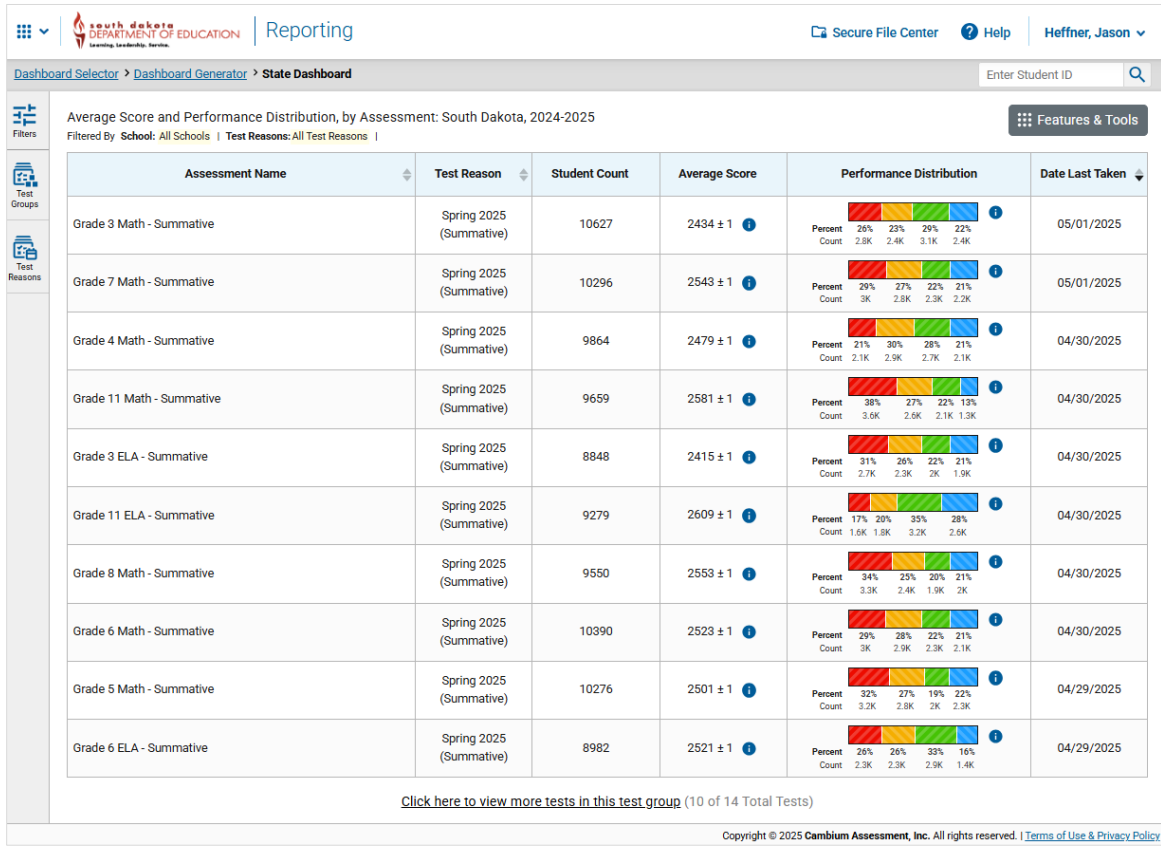 south dakota
DEPARTMENT OF EDUCATION
Learning. Leadership. Service.
Reporting
Secure File Center
Help
Heffner, Jason
Dashboard Selector > Dashboard Generator > State Dashboard
Enter Student ID
Filters
Test Groups
Test Reasons
Average Score and Performance Distribution, by Assessment: South Dakota, 2024-2025
Features & Tools
Filtered By School: All Schools | Test Reasons: All Test Reasons |
Assessment Name Test Reason Student Count Average Score Performance Distribution Date Last Taken
Grade 3 Math - Summative Spring 2025 (Summative) 10627 2434 ± 1 05/01/2025
Percent 26% 23% 29% 22%
Count 2.8K 2.4K 3.1K 2.4K
Grade 7 Math - Summative Spring 2025 (Summative) 10296 2543 ± 1 05/01/2025
Percent 29% 27% 22% 21%
Count 3K 2.8K 2.3K 2.2K
Grade 4 Math - Summative Spring 2025 (Summative) 9864 2479 ± 1 04/30/2025
Percent 21% 30% 28% 21%
Count 2.1K 2.9K 2.7K 2.1K
Grade 11 Math - Summative Spring 2025 (Summative) 9659 2581 ± 1 04/30/2025
Percent 38% 27% 22% 13%
Count 3.6K 2.6K 2.1K 1.3K
Grade 3 ELA - Summative Spring 2025 (Summative) 8848 2415 ± 1 04/30/2025
Percent 31% 26% 22% 21%
Count 2.7K 2.3K 2K 1.9K
Grade 11 ELA - Summative Spring 2025 (Summative) 9279 2609 ± 1 04/30/2025
Percent 17% 20% 35% 28%
Count 1.6K 1.8K 3.2K 2.6K
Grade 8 Math - Summative Spring 2025 (Summative) 9550 2553 ± 1 04/30/2025
Percent 34% 25% 20% 21%
Count 3.3K 2.4K 1.9K 2K
Grade 6 Math - Summative Spring 2025 (Summative) 10390 2523 ± 1 04/30/2025
Percent 29% 28% 22% 21%
Count 3K 2.9K 2.3K 2.1K
Grade 5 Math - Summative Spring 2025 (Summative) 10276 2501 ± 1 04/29/2025
Percent 32% 27% 19% 22%
Count 3.2K 2.8K 2K 2.3K
Grade 6 ELA - Summative Spring 2025 (Summative) 8982 2521 ± 1 04/29/2025
Percent 26% 26% 33% 16%
Count 2.3K 2.3K 2.9K 1.4K
Click here to view more tests in this test group (10 of 14 Total Tests)
Copyright © 2025 Cambium Assessment, Inc. All rights reserved. | Terms of Use & Privacy Policy